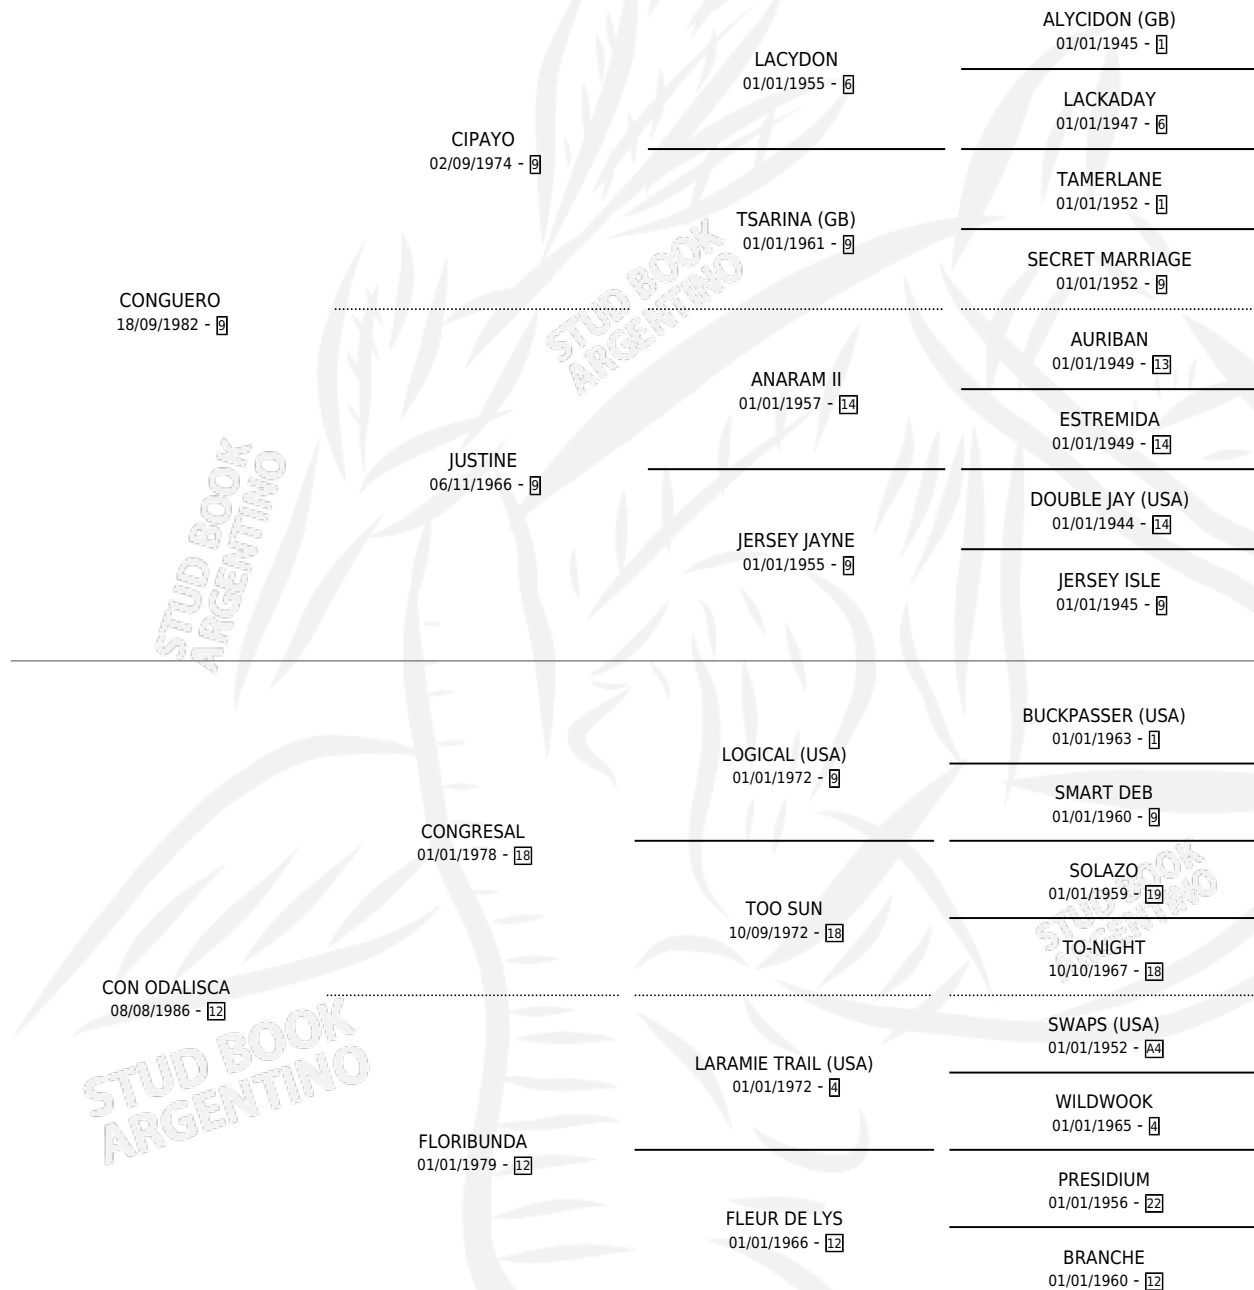 ALYCIDON (GB)
01/01/1945 - 1
LACYDON
01/01/1955 - 6
LACKADAY
01/01/1947 - 6
CIPAYO
02/09/1974 - 9
TAMERLANE
01/01/1952 - 1
TSARINA (GB)
01/01/1961 - 9
SECRET MARRIAGE
01/01/1952 - 9
CONGUERO
18/09/1982 - 9
STUD BOOK
ARGENTINO
AURIBAN
01/01/1949 - 13
ANARAM II
01/01/1957 - 14
ESTREMIDA
01/01/1949 - 14
JUSTINE
06/11/1966 - 9
DOUBLE JAY (USA)
01/01/1944 - 14
JERSEY JAYNE
01/01/1955 - 9
JERSEY ISLE
01/01/1945 - 9
STUD BOOK
ARGENTINO
BUCKPASSER (USA)
01/01/1963 - 1
LOGICAL (USA)
01/01/1972 - 9
SMART DEB
01/01/1960 - 9
CONGRESAL
01/01/1978 - 18
SOLAZO
01/01/1959 - 19
TOO SUN
10/09/1972 - 18
STUD BOOK
ARGENTINO
TO-NIGHT
10/10/1967 - 18
CON ODALISCA
08/08/1986 - 12
STUD BOOK
ARGENTINO
SWAPS (USA)
01/01/1952 - A4
LARAMIE TRAIL (USA)
01/01/1972 - 4
WILDWOOK
01/01/1965 - 4
FLORIBUNDA
01/01/1979 - 12
PRESIDIUM
01/01/1956 - 22
FLEUR DE LYS
01/01/1966 - 12
BRANCHE
01/01/1960 - 12